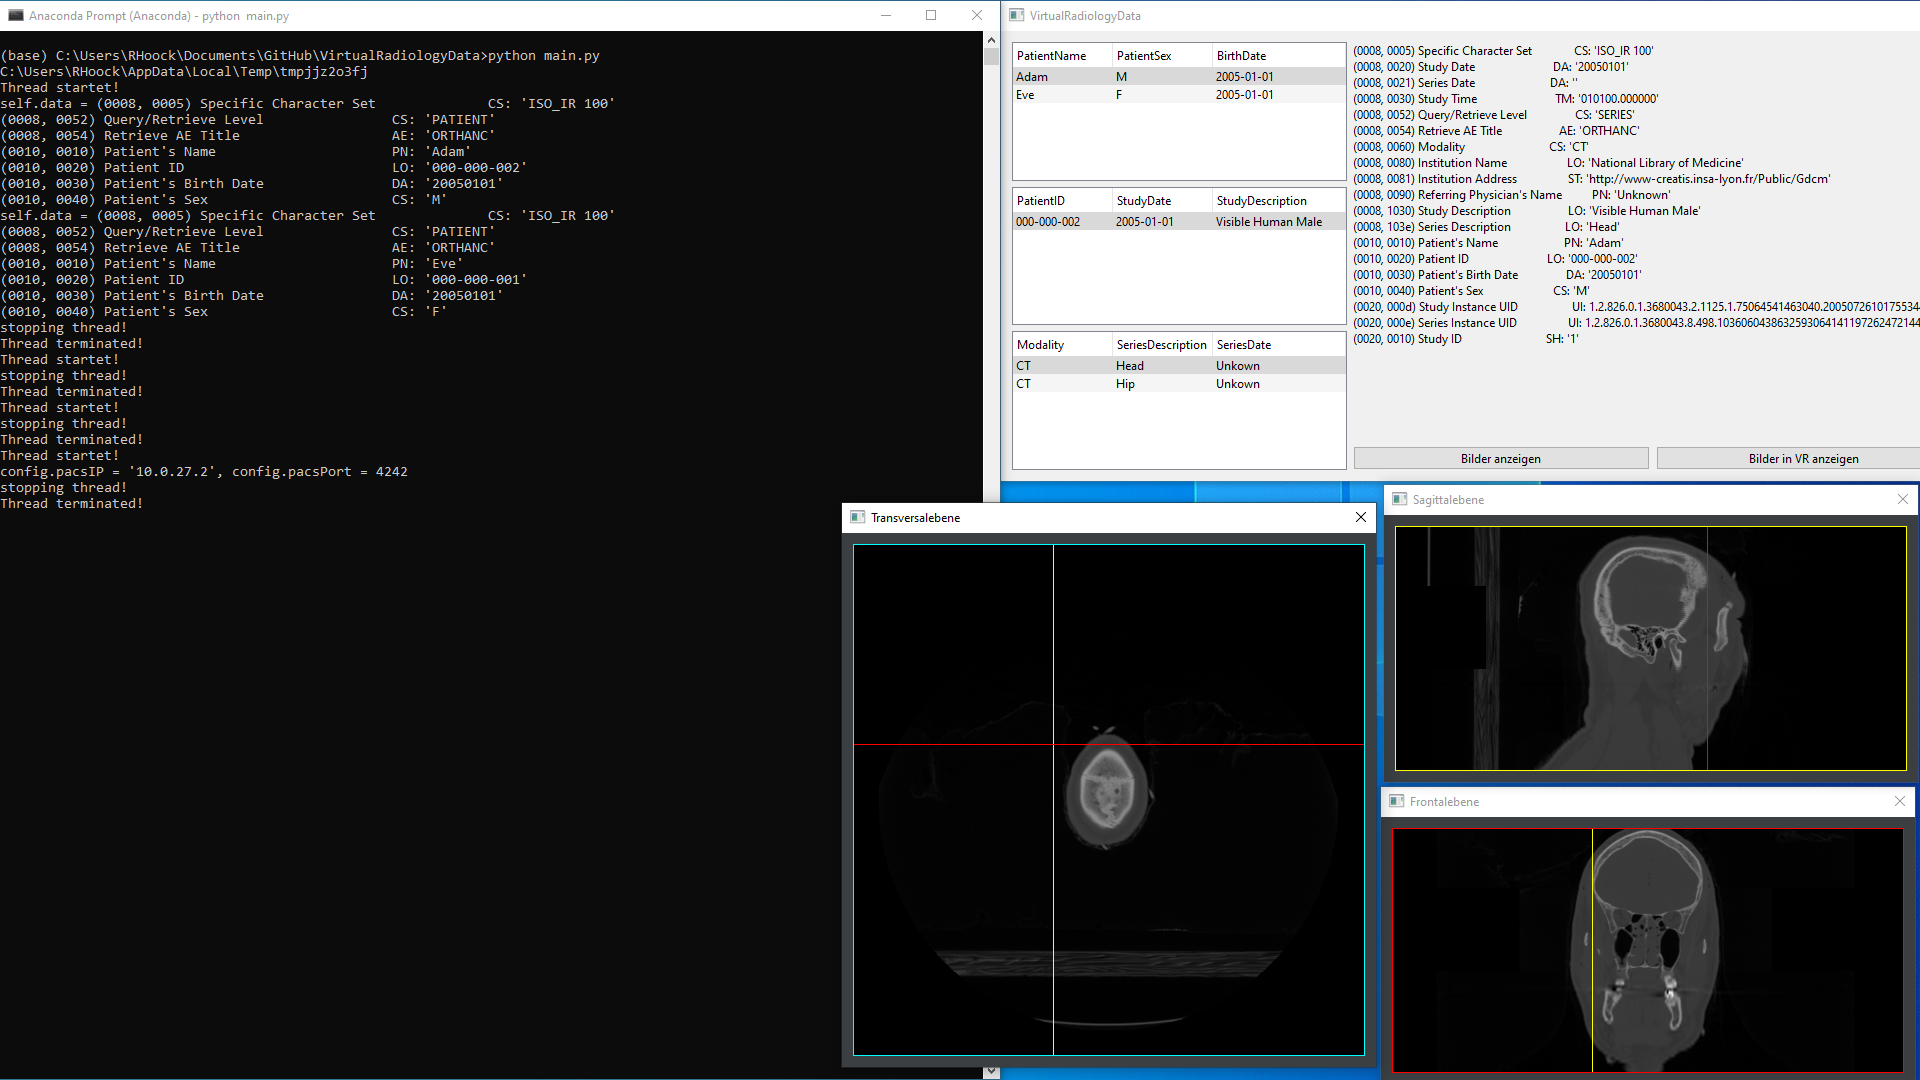 Anaconda Prompt (Anaconda) - python  main.py
(base) C:\Users\RHoock\Documents\GitHub\VirtualRadiologyData>python main.py
C:\Users\RHoock\AppData\Local\Temp\tmpjjz2o3fj
Thread startet!
self.data = (0008, 0005) Specific Character Set CS: 'ISO_IR 100'
(0008, 0052) Query/Retrieve Level CS: 'PATIENT'
(0008, 0054) Retrieve AE Title AE: 'ORTHANC'
(0010, 0010) Patient's Name PN: 'Adam'
(0010, 0020) Patient ID LO: '000-000-002'
(0010, 0030) Patient's Birth Date DA: '20050101'
(0010, 0040) Patient's Sex CS: 'M'
self.data = (0008, 0005) Specific Character Set CS: 'ISO_IR 100'
(0008, 0052) Query/Retrieve Level CS: 'PATIENT'
(0008, 0054) Retrieve AE Title AE: 'ORTHANC'
(0010, 0010) Patient's Name PN: 'Eve'
(0010, 0020) Patient ID LO: '000-000-001'
(0010, 0030) Patient's Birth Date DA: '20050101'
(0010, 0040) Patient's Sex CS: 'F'
stopping thread!
Thread terminated!
Thread startet!
stopping thread!
Thread terminated!
Thread startet!
stopping thread!
Thread terminated!
Thread startet!
config.pacsIP = '10.0.27.2', config.pacsPort = 4242
stopping thread!
Thread terminated!
VirtualRadiologyData
PatientName PatientSex BirthDate
Adam M 2005-01-01
Eve F 2005-01-01
PatientID StudyDate StudyDescription
000-000-002 2005-01-01 Visible Human Male
Modality SeriesDescription SeriesDate
CT Head Unkown
CT Hip Unkown
(0008, 0005) Specific Character Set CS: 'ISO_IR 100'
(0008, 0020) Study Date DA: '20050101'
(0008, 0021) Series Date DA: ''
(0008, 0030) Study Time TM: '010100.000000'
(0008, 0052) Query/Retrieve Level CS: 'SERIES'
(0008, 0054) Retrieve AE Title AE: 'ORTHANC'
(0008, 0060) Modality CS: 'CT'
(0008, 0080) Institution Name LO: 'National Library of Medicine'
(0008, 0081) Institution Address ST: 'http://www-creatis.insa-lyon.fr/Public/Gdcm'
(0008, 0090) Referring Physician's Name PN: 'Unknown'
(0008, 1030) Study Description LO: 'Visible Human Male'
(0008, 103e) Series Description LO: 'Head'
(0010, 0010) Patient's Name PN: 'Adam'
(0010, 0020) Patient ID LO: '000-000-002'
(0010, 0030) Patient's Birth Date DA: '20050101'
(0010, 0040) Patient's Sex CS: 'M'
(0020, 000d) Study Instance UID UI: 1.2.826.0.1.3680043.2.1125.1.75064541463040.2005072610175534
(0020, 000e) Series Instance UID UI: 1.2.826.0.1.3680043.8.498.10360604386325930641411972624721 44
(0020, 0010) Study ID SH: '1'
Bilder anzeigen
Bilder in VR anzeigen
Transversalebene
Sagittalebene
Frontalebene